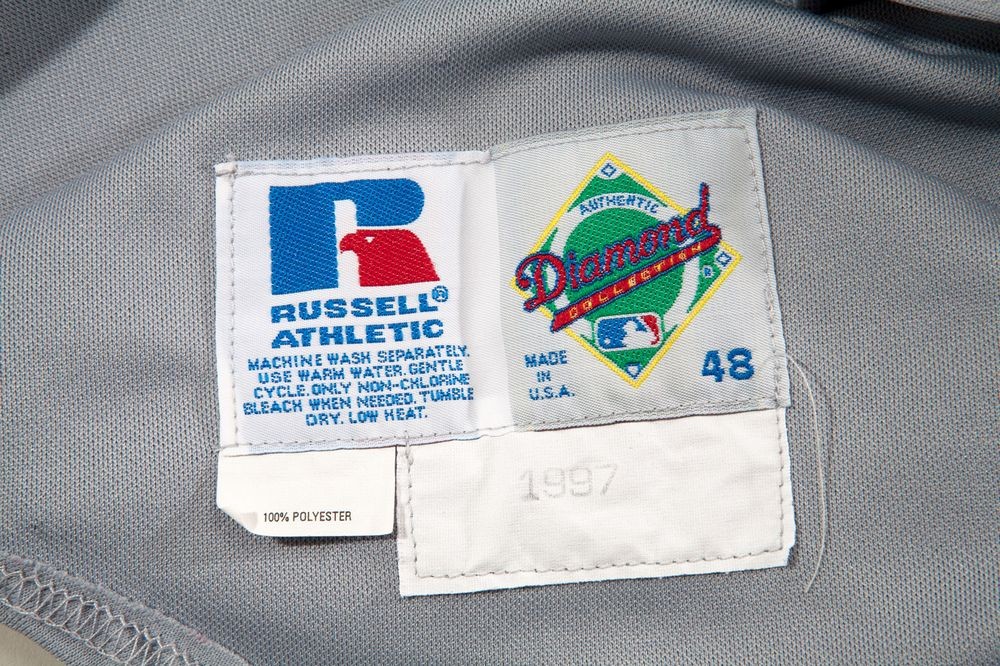 RUSSELL®
ATHLETIC
MACHINE WASH SEPARATELY.
USE WARM WATER. GENTLE
CYCLE. ONLY NON-CHLORINE
BLEACH WHEN NEEDED. TUMBLE
DRY. LOW HEAT.
100% POLYESTER
AUTHENTIC
Diamond
COLLECTION
®
MADE
IN
U.S.A.
48
1997